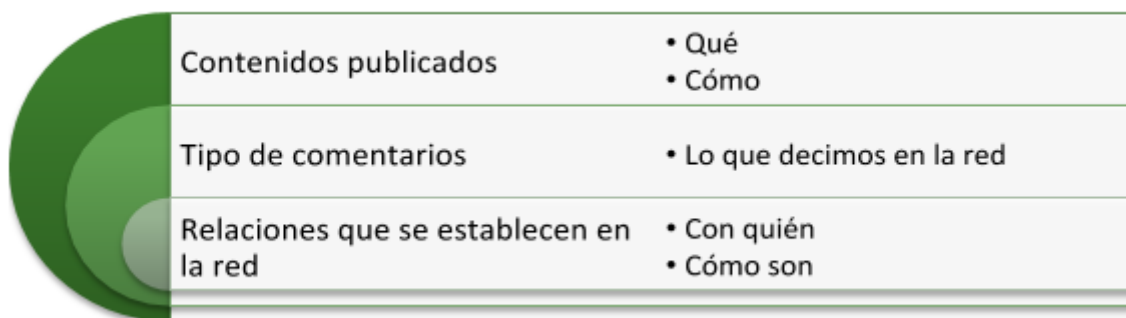 Contenidos publicados
• Qué
• Cómo
Tipo de comentarios
• Lo que decimos en la red
Relaciones que se establecen en
la red
• Con quién
• Cómo son